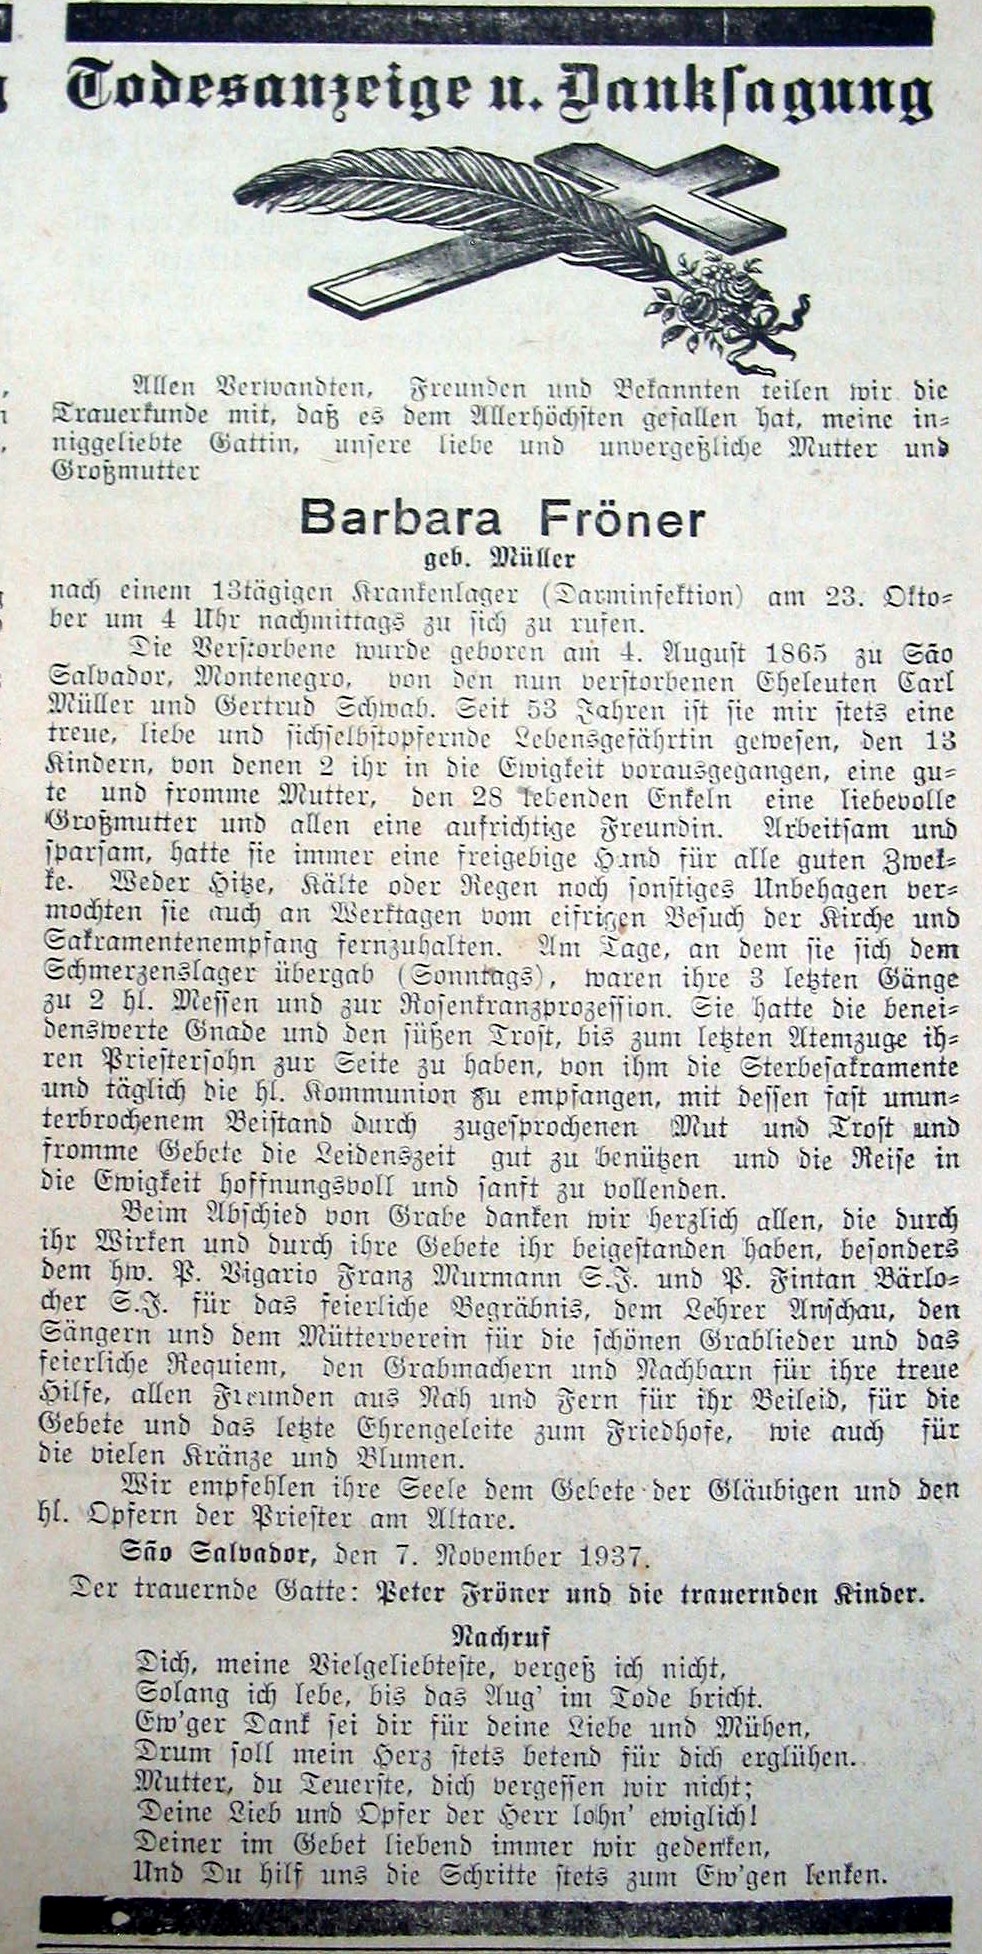 Todesanzeige u. Danksagung
Allen Verwandten, Freunden und Bekannten teilen wir die
Trauerkunde mit, daß es dem Allerhöchsten gefallen hat, meine in-
niggeliebte Gattin, unsere liebe und unvergeßliche Mutter und
Großmutter
Barbara Fröner
geb. Müller
nach einem 13tägigen Krankenlager (Darminfektion) am 23. Okto-
ber um 4 Uhr nachmittags zu sich zu rufen.
Die Verstorbene wurde geboren am 4. August 1865 zu São
Salvador, Montenegro, von den nun verstorbenen Eheleuten Carl
Müller und Gertrud Schwab. Seit 53 Jahren ist sie mir stets eine
treue, liebe und sichselbstopfernde Lebensgefährtin gewesen, den 13
Kindern, von denen 2 ihr in die Ewigkeit vorausgegangen, eine gu-
te und fromme Mutter, den 28 lebenden Enkeln eine liebevolle
Großmutter und allen eine aufrichtige Freundin. Arbeitsam und
sparsam, hatte sie immer eine freigebige Hand für alle guten Zwek-
ke. Weder Hitze, Kälte oder Regen noch sonstiges Unbehagen ver-
mochten sie auch an Werktagen vom eifrigen Besuch der Kirche und
Sakramentenempfang fernzuhalten. Am Tage, an dem sie sich dem
Schmerzenslager übergab (Sonntags), waren ihre 3 letzten Gänge
zu 2 hl. Messen und zur Rosenkranzprozession. Sie hatte die benei-
denswerte Gnade und den süßen Trost, bis zum letzten Atemzuge ih-
ren Priestersohn zur Seite zu haben, von ihm die Sterbesakramente
und täglich die hl. Kommunion zu empfangen, mit dessen fast unun-
terbrochenem Beistand durch zugesprochenen Mut und Trost und
fromme Gebete die Leidenszeit gut zu benützen und die Reise in
die Ewigkeit hoffnungsvoll und sanft zu vollenden.
Beim Abschied von Grabe danken wir herzlich allen, die durch
ihr Wirken und durch ihre Gebete ihr beigestanden haben, besonders
dem hw. P. Vigario Franz Murmann S.J. und P. Fintan Bärlo-
cher S.J. für das feierliche Begräbnis, dem Lehrer Anschau, den
Sängern und dem Mütterverein für die schönen Grablieder und das
feierliche Requiem, den Grabmachern und Nachbarn für ihre treue
Hilfe, allen Freunden aus Nah und Fern für ihr Beileid, für die
Gebete und das letzte Ehrengeleite zum Friedhofe, wie auch für
die vielen Kränze und Blumen.
Wir empfehlen ihre Seele dem Gebete der Gläubigen und den
hl. Opfern der Priester am Altare.
São Salvador, den 7. November 1937.
Der trauernde Gatte: Peter Fröner und die trauernden Kinder.
Nachruf
Dich, meine Vielgeliebteste, vergeß ich nicht,
Solang ich lebe, bis das Aug' im Tode bricht.
Ew'ger Dank sei dir für deine Liebe und Mühen,
Drum soll mein Herz stets betend für dich erglühen.
Mutter, du Teuerste, dich vergessen wir nicht;
Deine Lieb und Opfer der Herr lohn' ewiglich!
Deiner im Gebet liebend immer wir gedenken,
Und Du hilf uns die Schritte stets zum Ew'gen lenken.